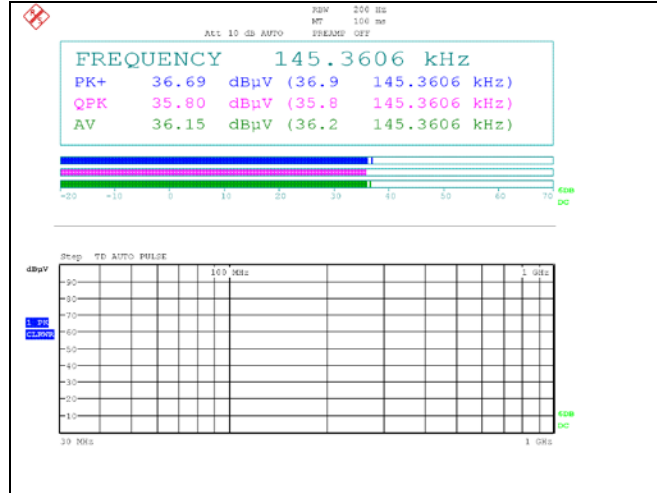 RBW 200 Hz
MT 100 ms
Att 10 dB AUTO PREAMP OFF
FREQUENCY 145.3606 kHz
PK+ 36.69 dBµV (36.9 145.3606 kHz)
QPK 35.80 dBµV (35.8 145.3606 kHz)
AV 36.15 dBµV (36.2 145.3606 kHz)
-20 -10 0 10 20 30 40 50 60 70
6DB
DC
Step TD AUTO PULSE
dBµV 100 MHz 1 GHz
90
80
70
1 PK
CLRWR 60
50
40
30
20
10
6DB
DC
30 MHz 1 GHz